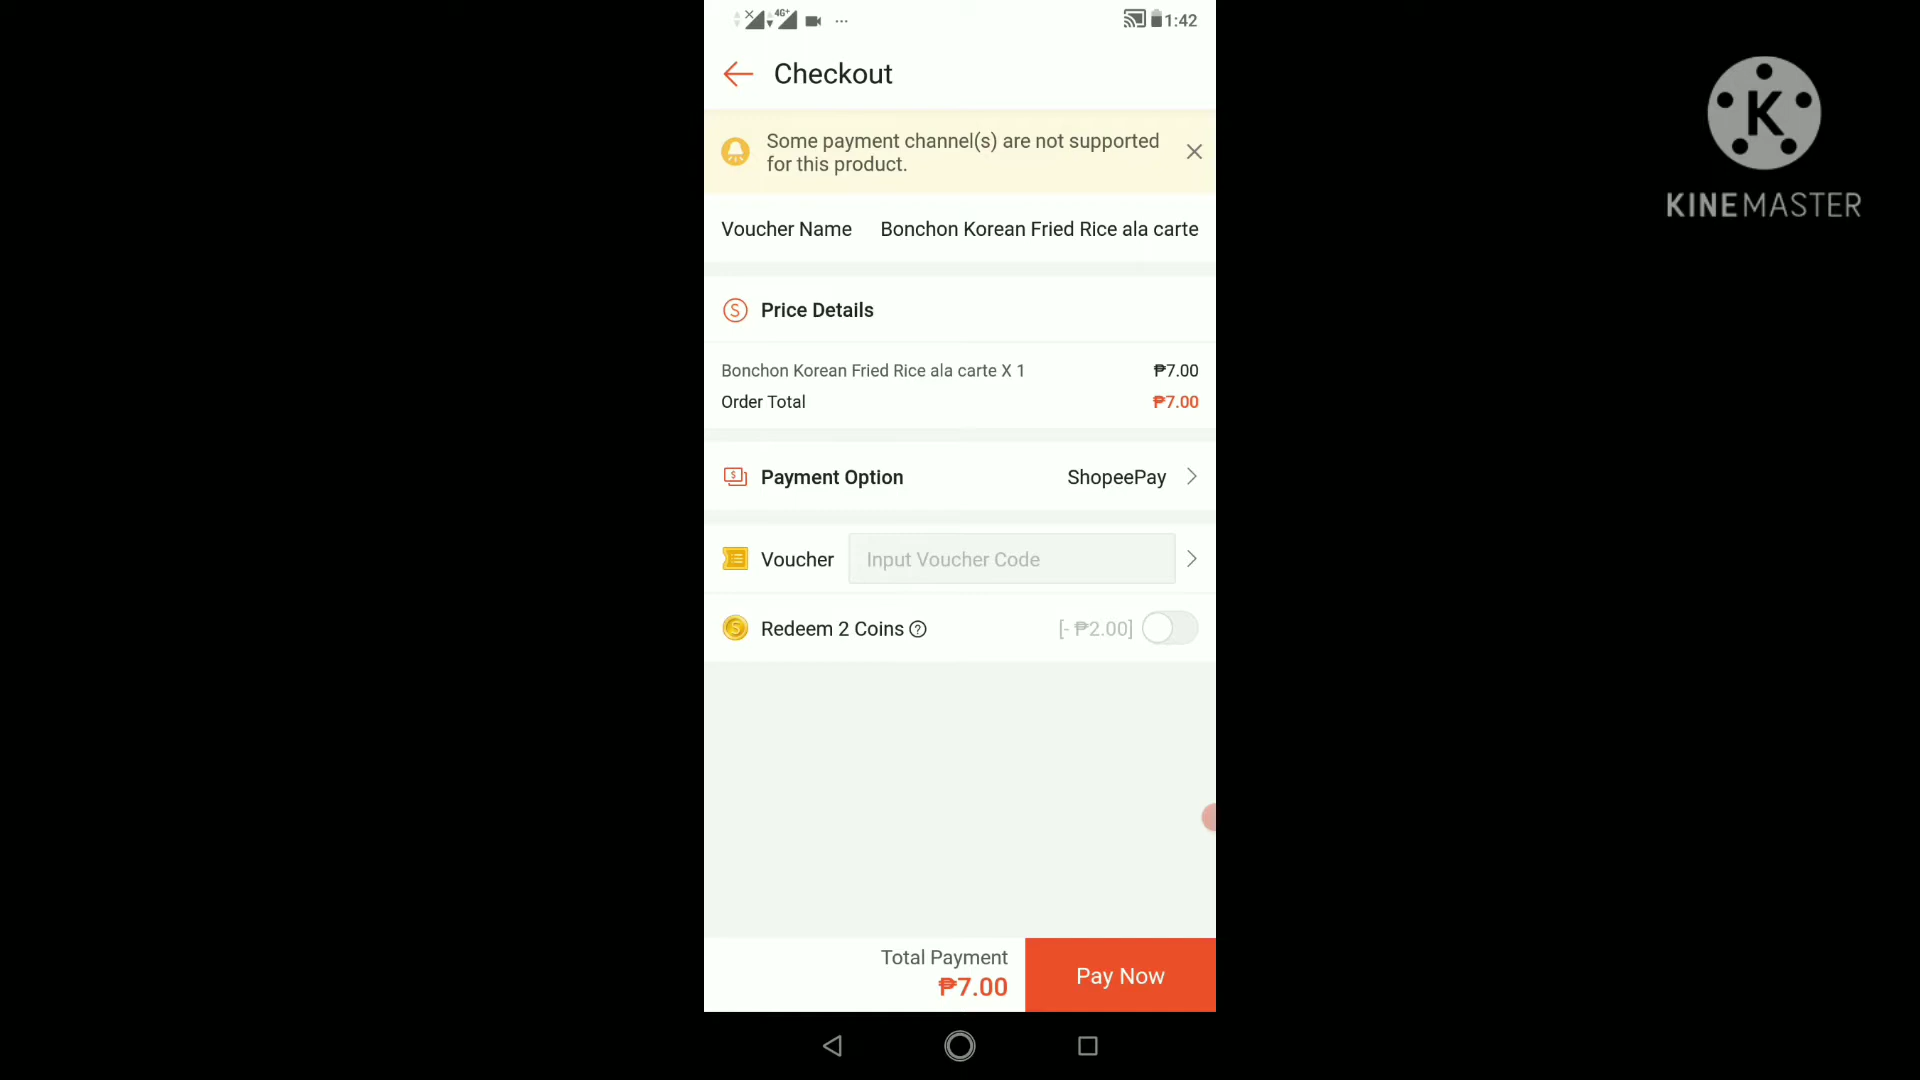 4G+ ... 1:42
Checkout
Some payment channel(s) are not supported
for this product.
Voucher Name Bonchon Korean Fried Rice ala carte
Price Details
Bonchon Korean Fried Rice ala carte X 1 ₱7.00
Order Total ₱7.00
Payment Option ShopeePay
Voucher Input Voucher Code
Redeem 2 Coins ? [- ₱2.00]
Total Payment
₱7.00
Pay Now
K
KINEMASTER